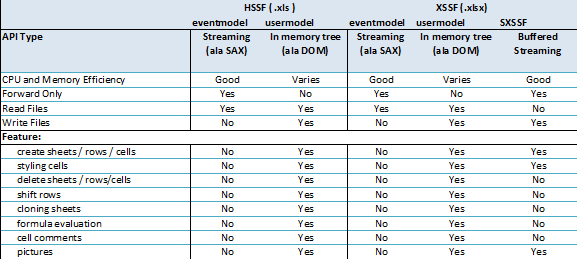 HSSF ( .xls ) XSSF (.xlsx)
eventmodel usermodel eventmodel usermodel SXSSF
API Type Streaming (ala SAX) In memory tree (ala DOM) Streaming (ala SAX) In memory tree (ala DOM) Buffered Streaming
CPU and Memory Efficiency Good Varies Good Varies Good
Forward Only Yes No Yes No Yes
Read Files Yes Yes Yes Yes No
Write Files No Yes No Yes Yes
Feature:
create sheets / rows / cells No Yes No Yes Yes
styling cells No Yes No Yes Yes
delete sheets / rows/cells No Yes No Yes No
shift rows No Yes No Yes No
cloning sheets No Yes No Yes No
formula evaluation No Yes No Yes No
cell comments No Yes No Yes No
pictures No Yes No Yes Yes